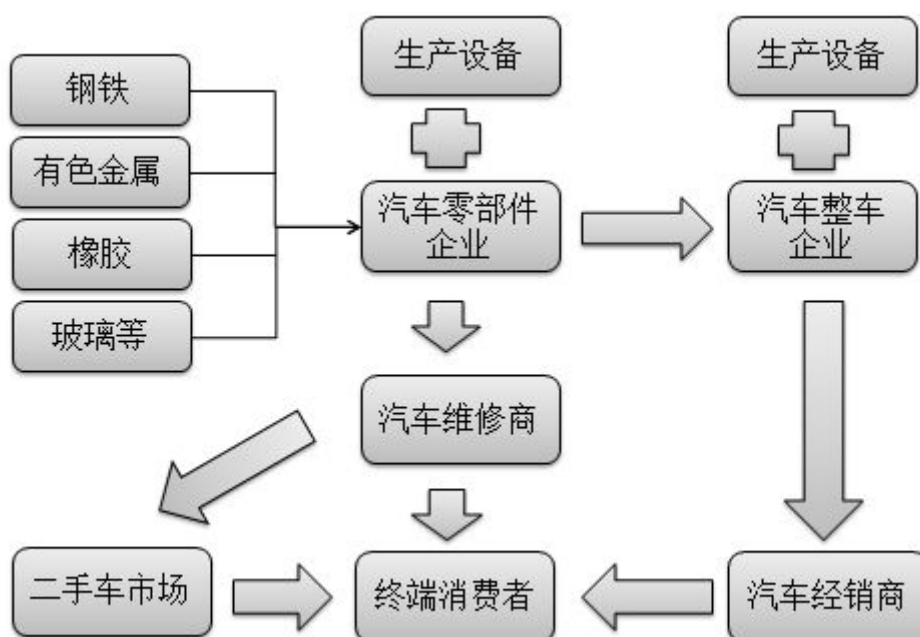 生产设备
生产设备
钢铁
有色金属
橡胶
玻璃等
汽车零部件
企业
汽车整车
企业
汽车维修商
二手车市场
终端消费者
汽车经销商